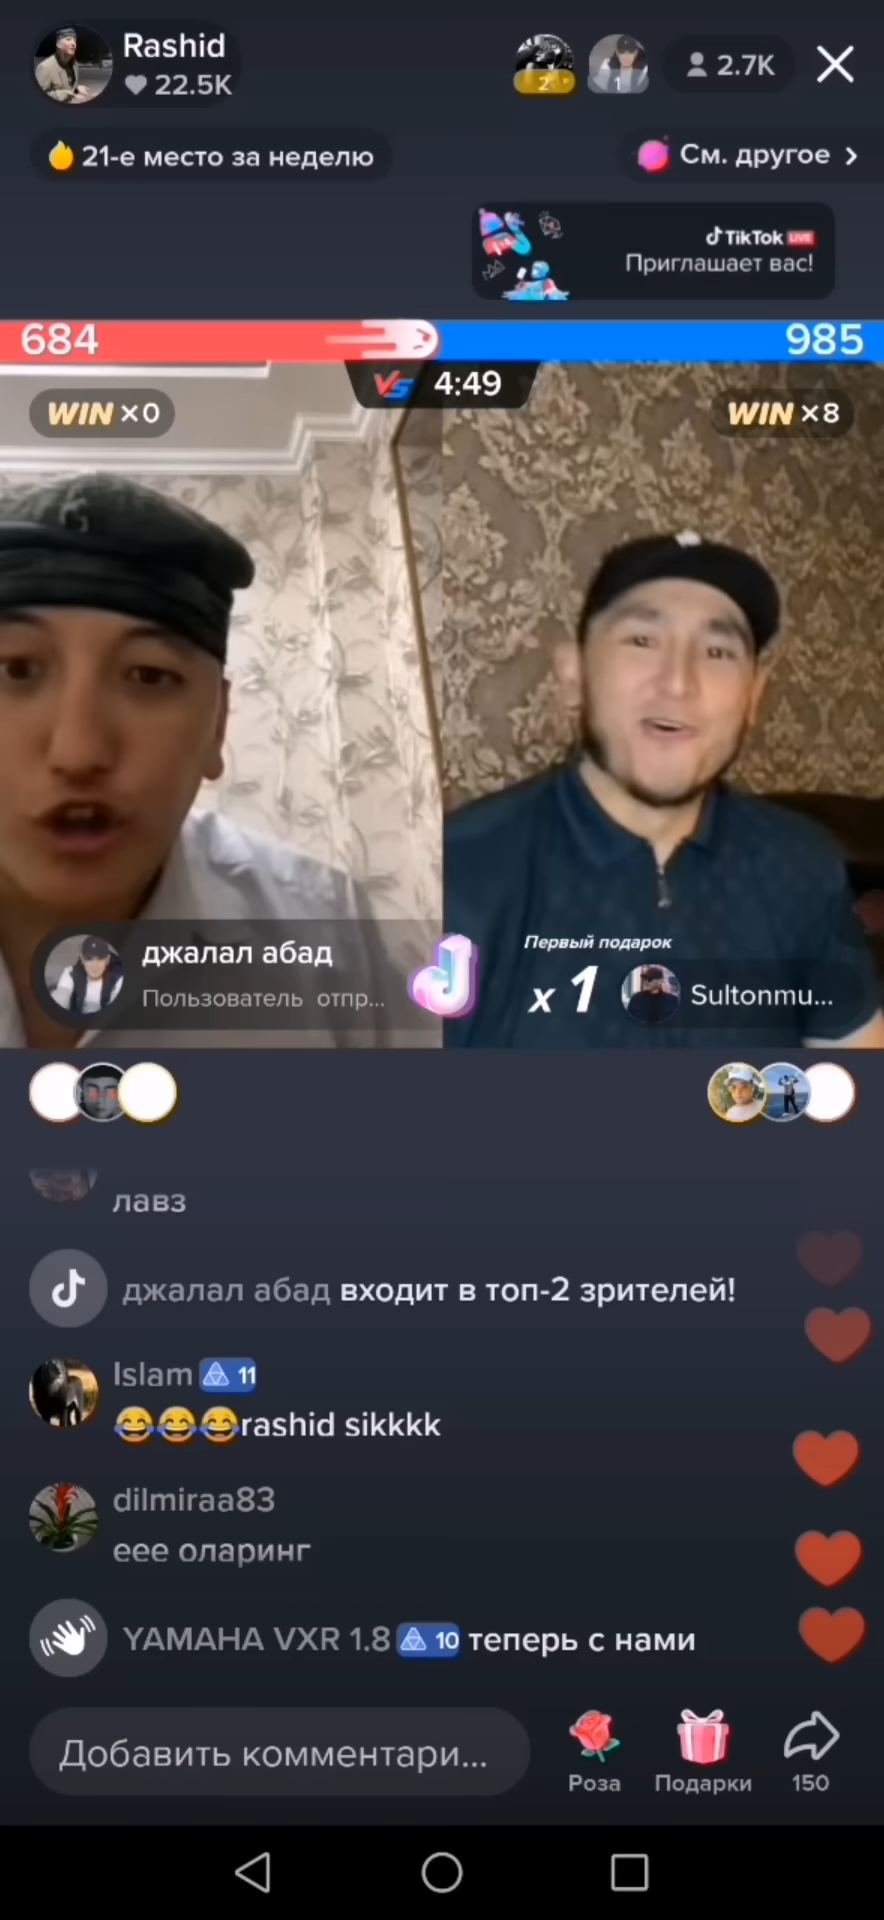 Rashid
22.5K
2
1
2.7K
21-е место за неделю
См. другое
TikTok LIVE
Приглашает вас!
684
985
VS 4:49
WIN ×0
WIN ×8
джалал абад
Пользователь отпр...
Первый подарок
x 1
Sultonmu...
лавз
джалал абад входит в топ-2 зрителей!
Islam 11
😂😂😂rashid sikkkk
dilmiraa83
еее оларинг
YAMAHA VXR 1.8 10 теперь с нами
Добавить комментари...
Роза
Подарки
150